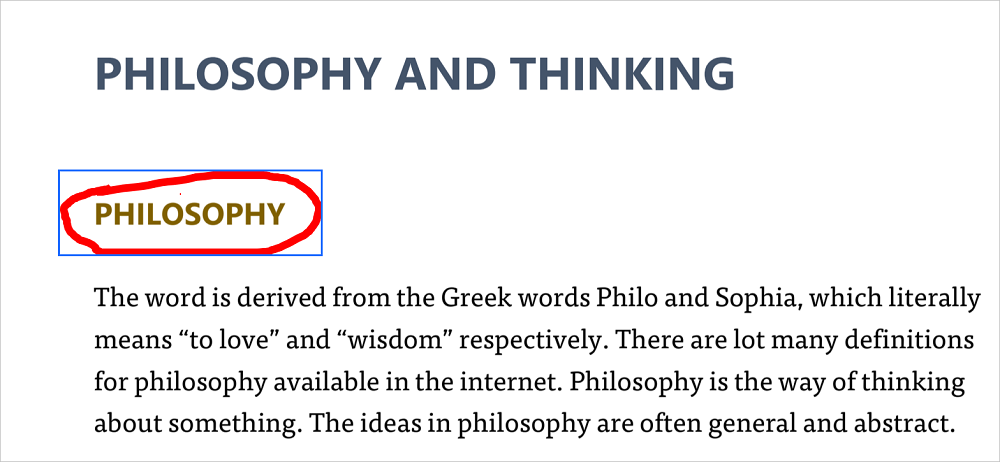 PHILOSOPHY AND THINKING
PHILOSOPHY
The word is derived from the Greek words Philo and Sophia, which literally
means “to love” and “wisdom” respectively. There are lot many definitions
for philosophy available in the internet. Philosophy is the way of thinking
about something. The ideas in philosophy are often general and abstract.